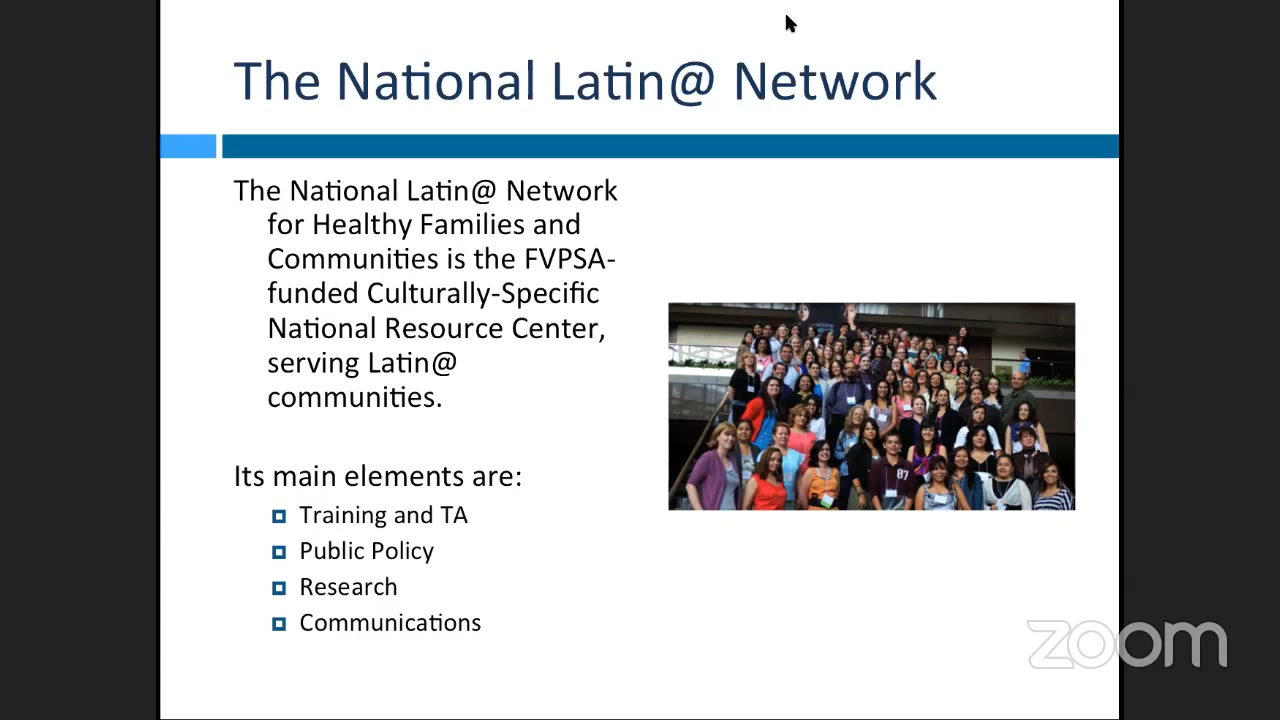 The National Latin@ Network
The National Latin@ Network
for Healthy Families and
Communities is the FVPSA-
funded Culturally-Specific
National Resource Center,
serving Latin@
communities.
Its main elements are:
Training and TA
Public Policy
Research
Communications
87
zoom